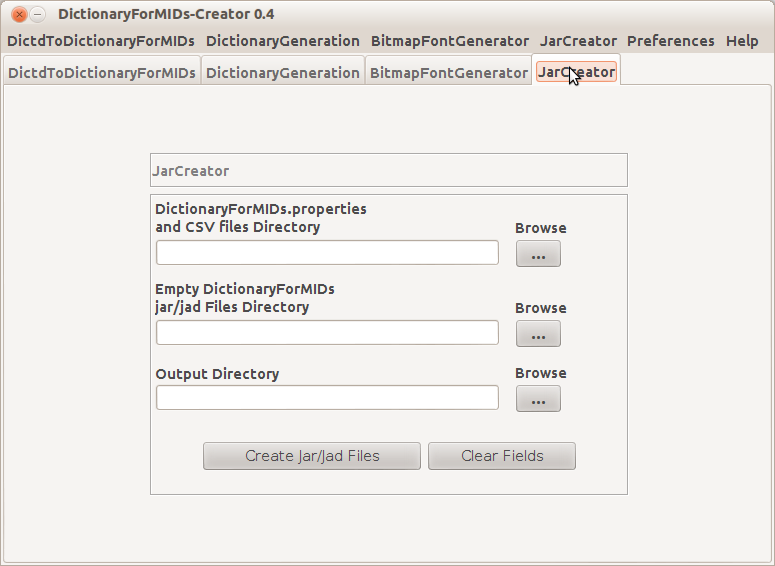 DictionaryForMIDs-Creator 0.4
DictdToDictionaryForMIDs DictionaryGeneration BitmapFontGenerator JarCreator Preferences Help
DictdToDictionaryForMIDs DictionaryGeneration BitmapFontGenerator JarCreator
JarCreator
DictionaryForMIDs.properties
and CSV files Directory
Browse
...
Empty DictionaryForMIDs
jar/jad Files Directory
Browse
...
Output Directory
Browse
...
Create Jar/Jad Files Clear Fields